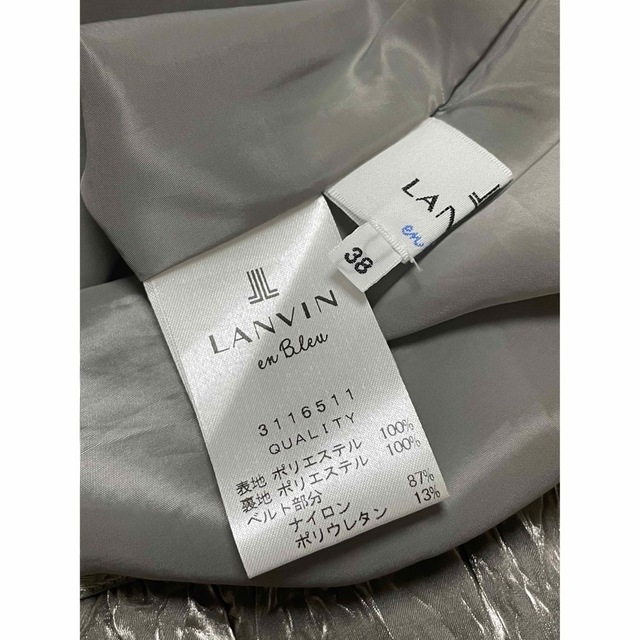 LANVIN
en Bleu
3116511
QUALITY
表地 ポリエステル 100%
裏地 ポリエステル 100%
ベルト部分
ナイロン 87%
ポリウレタン 13%
38
LANV
en